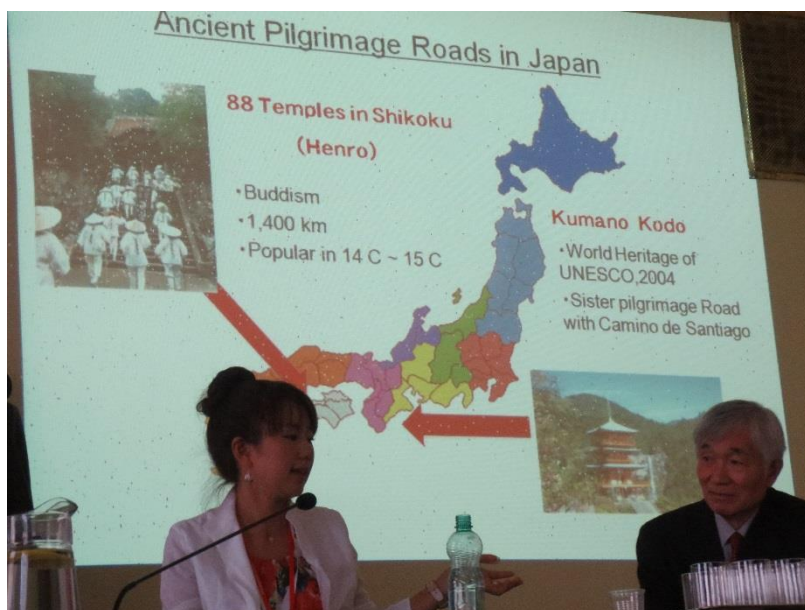 Ancient Pilgrimage Roads in Japan
88 Temples in Shikoku
(Henro)
・Buddism
・1,400 km
・Popular in 14 C ~ 15 C
Kumano Kodo
・World Heritage of
UNESCO,2004
・Sister pilgrimage Road
with Camino de Santiago